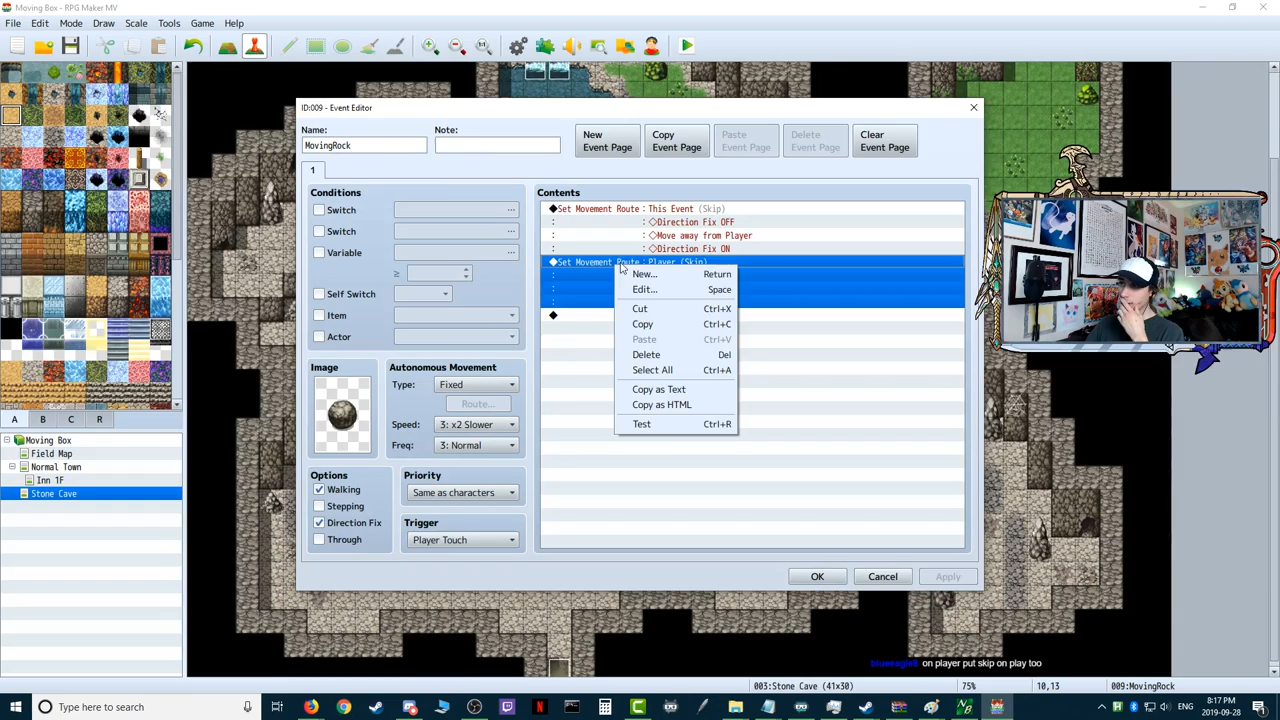 Moving Box - RPG Maker MV
File Edit Mode Draw Scale Tools Game Help
ID:009 - Event Editor
Name:
Note:
MovingRock
New Event Page
Copy Event Page
Paste Event Page
Delete Event Page
Clear Event Page
1
Conditions
Switch
Switch
Variable
≥
Self Switch
Item
Actor
Image
Autonomous Movement
Type: Fixed
Route...
Speed: 3: x2 Slower
Freq: 3: Normal
Options
Walking
Stepping
Direction Fix
Through
Priority
Same as characters
Trigger
Player Touch
Contents
◆Set Movement Route：This Event (Skip)
: :◇Direction Fix OFF
: :◇Move away from Player
: :◇Direction Fix ON
◆Set Movement Route：Player (Skip)
:
:
:
◆
New... Return
Edit... Space
Cut Ctrl+X
Copy Ctrl+C
Paste Ctrl+V
Delete Del
Select All Ctrl+A
Copy as Text
Copy as HTML
Test Ctrl+R
OK Cancel Apply
A B C R
Moving Box
Field Map
Normal Town
Inn 1F
Stone Cave
blueeagle8 on player put skip on play too
003:Stone Cave (41x30) 75% 10,13 009:MovingRock
Type here to search
8:17 PM
2019-09-28